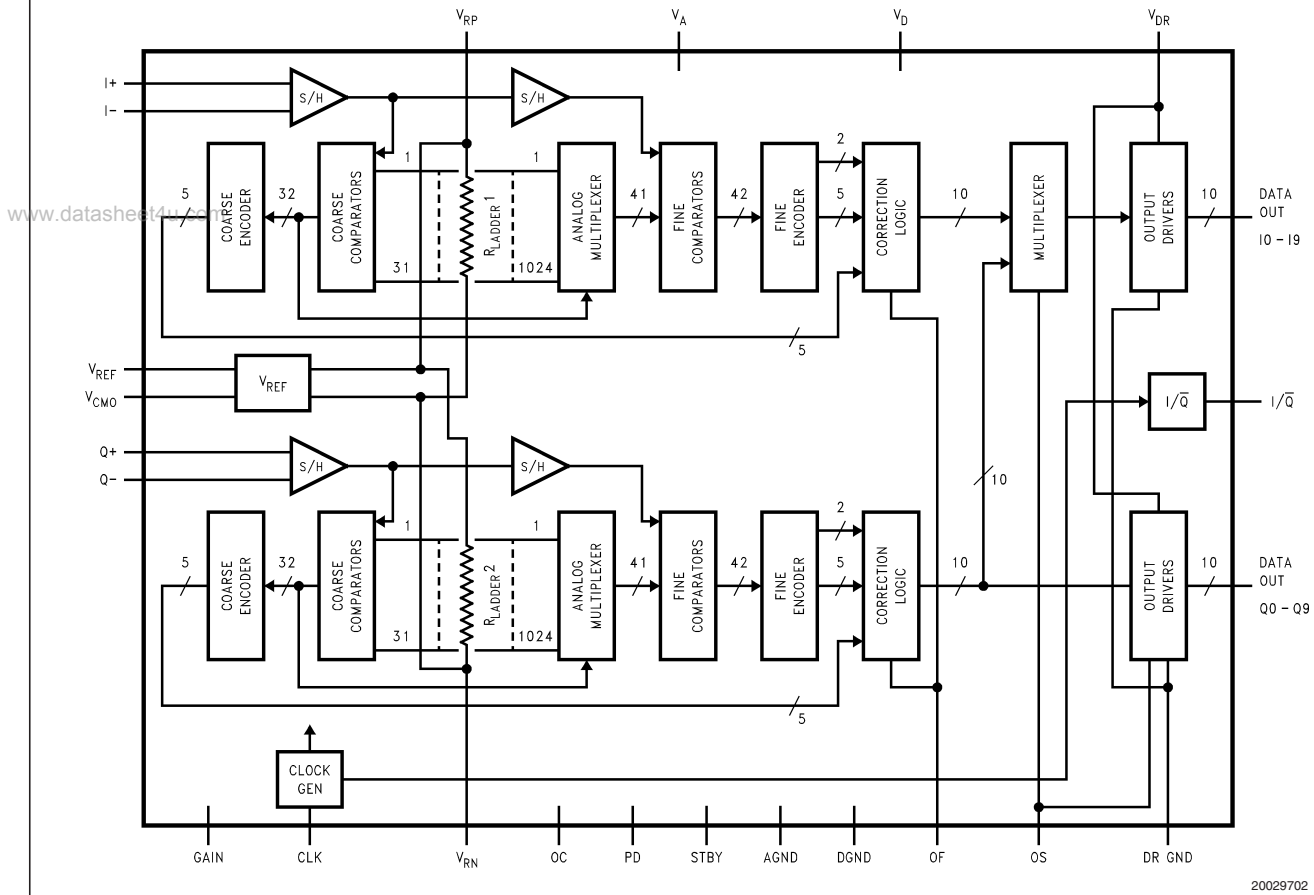 V_RP
V_A
V_D
V_DR
I+
I−
S/H
S/H
5
COARSE
ENCODER
32
COARSE
COMPARATORS
1
31
R_LADDER 1
1
1024
ANALOG
MULTIPLEXER
41
FINE
COMPARATORS
42
FINE
ENCODER
2
5
CORRECTION
LOGIC
10
MULTIPLEXER
OUTPUT
DRIVERS
10
DATA
OUT
I0 – I9
www.datasheet4u.com
5
V_REF
V_CMO
V_REF
I/Q̅
I/Q̅
Q+
Q−
S/H
S/H
10
5
COARSE
ENCODER
32
COARSE
COMPARATORS
1
31
R_LADDER 2
1
1024
ANALOG
MULTIPLEXER
41
FINE
COMPARATORS
42
FINE
ENCODER
2
5
CORRECTION
LOGIC
10
OUTPUT
DRIVERS
10
DATA
OUT
Q0 – Q9
5
CLOCK
GEN
GAIN
CLK
V_RN
OC
PD
STBY
AGND
DGND
OF
OS
DR GND
20029702